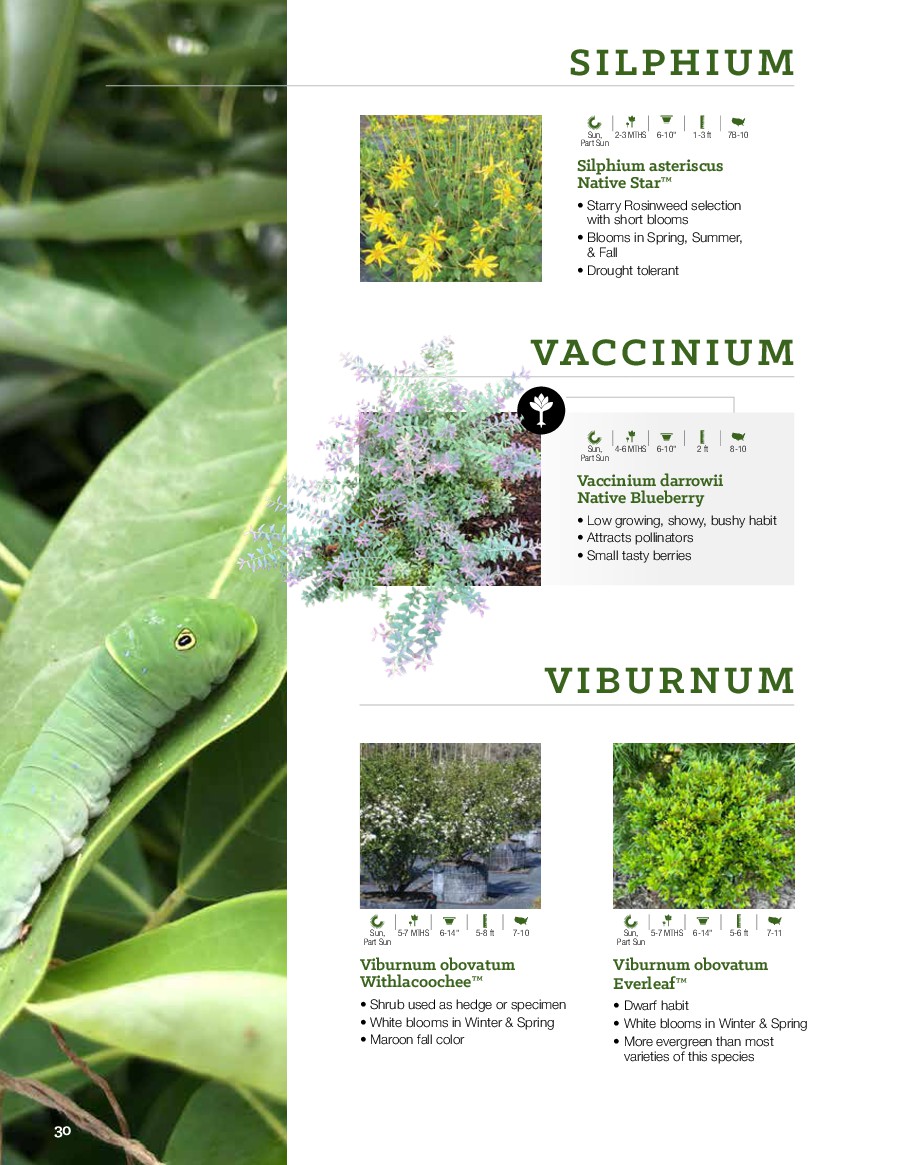 SILPHIUM
Sun,
Part Sun
2-3 MTHS
6-10"
1-3 ft
7B-10
Silphium asteriscus
Native Star™
• Starry Rosinweed selection
with short blooms
• Blooms in Spring, Summer,
& Fall
• Drought tolerant
VACCINIUM
Sun,
Part Sun
4-6 MTHS
6-10"
2 ft
8-10
Vaccinium darrowii
Native Blueberry
• Low growing, showy, bushy habit
• Attracts pollinators
• Small tasty berries
VIBURNUM
Sun,
Part Sun
5-7 MTHS
6-14"
5-8 ft
7-10
Viburnum obovatum
Withlacoochee™
• Shrub used as hedge or specimen
• White blooms in Winter & Spring
• Maroon fall color
Sun,
Part Sun
5-7 MTHS
6-14"
5-6 ft
7-11
Viburnum obovatum
Everleaf™
• Dwarf habit
• White blooms in Winter & Spring
• More evergreen than most
varieties of this species
30